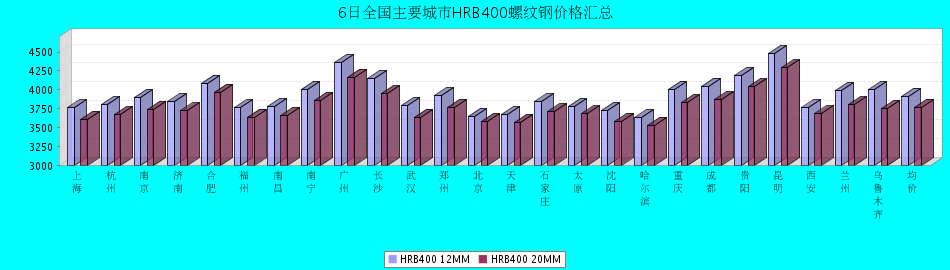 6日全国主要城市HRB400螺纹钢价格汇总
4500
4250
4000
3750
3500
3250
3000
上海 杭州 南京 济南 合肥 福州 南昌 南宁 广州 长沙 武汉 郑州 北京 天津 石家庄 太原 沈阳 哈尔滨 重庆 成都 贵阳 昆明 西安 兰州 乌鲁木齐 均价
HRB400 12MM HRB400 20MM